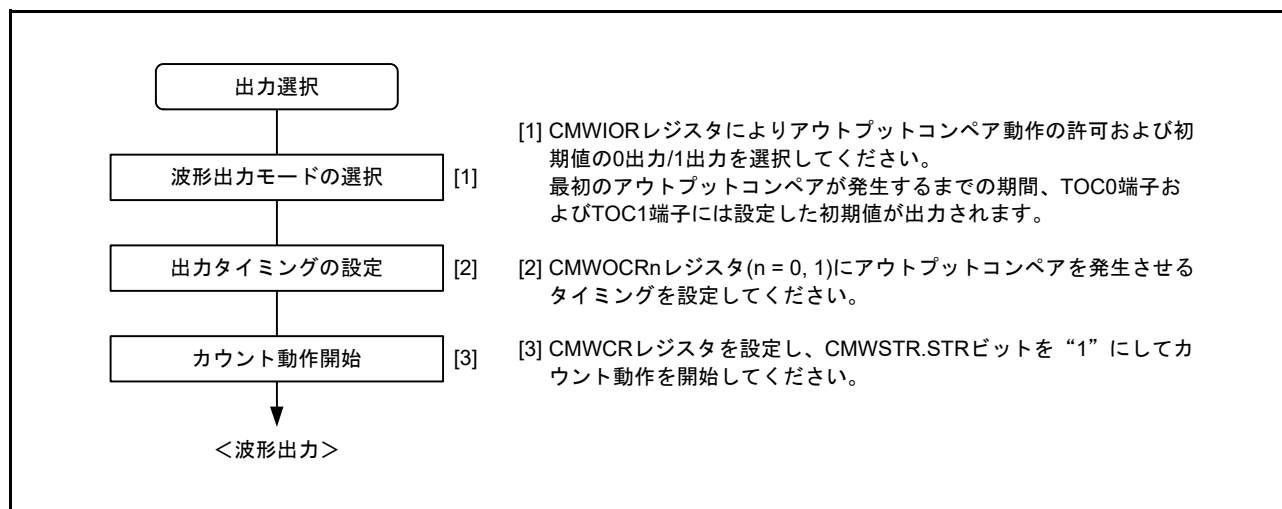 出力選択
波形出力モードの選択 [1]
出力タイミングの設定 [2]
カウント動作開始 [3]
＜波形出力＞
[1] CMWIORレジスタによりアウトプットコンペア動作の許可および初
期値の0出力/1出力を選択してください。
最初のアウトプットコンペアが発生するまでの期間、TOC0端子お
よびTOC1端子には設定した初期値が出力されます。
[2] CMWOCRnレジスタ(n = 0, 1)にアウトプットコンペアを発生させる
タイミングを設定してください。
[3] CMWCRレジスタを設定し、CMWSTR.STRビットを“1”にしてカ
ウント動作を開始してください。